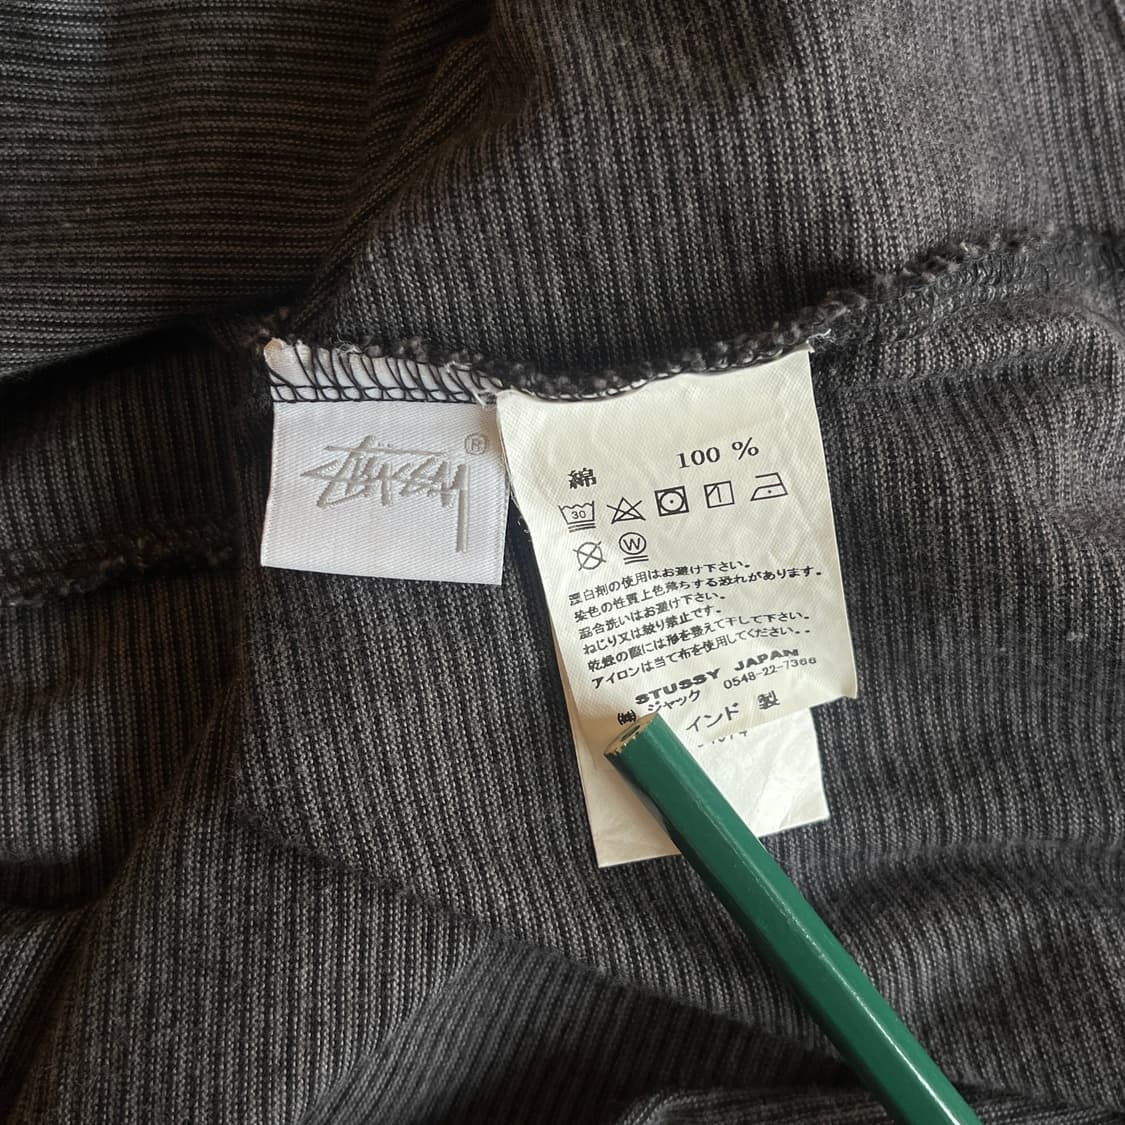 STUSSY ®
綿 100 %
30
W
漂白剤の使用はお避け下さい。
染色の性質上色落ちする恐れがあります。
混合洗いはお避け下さい。
ねじり又は絞り禁止です。
乾燥の際には形を整えて干して下さい。
アイロンは当て布を使用してください。.
STUSSY JAPAN
ジャック 0548-22-7366
インド 製